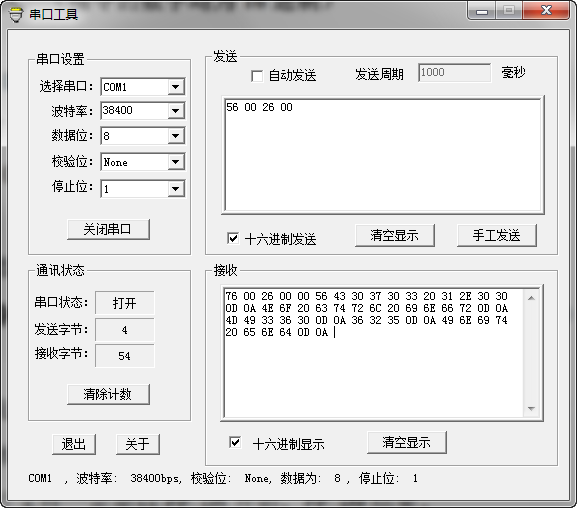 串口工具
串口设置
选择串口: COM1
波特率: 38400
数据位: 8
校验位: None
停止位: 1
关闭串口
发送
自动发送 发送周期 1000 毫秒
56 00 26 00
十六进制发送 清空显示 手工发送
通讯状态
串口状态: 打开
发送字节: 4
接收字节: 54
清除计数
接收
76 00 26 00 00 56 43 30 37 30 33 20 31 2E 30 30
0D 0A 4E 6F 20 63 74 72 6C 20 69 6E 66 72 0D 0A
4D 49 33 36 30 0D 0A 36 32 35 0D 0A 49 6E 69 74
20 65 6E 64 0D 0A
十六进制显示 清空显示
退出 关于
COM1 , 波特率: 38400bps, 校验位: None, 数据为: 8 , 停止位: 1